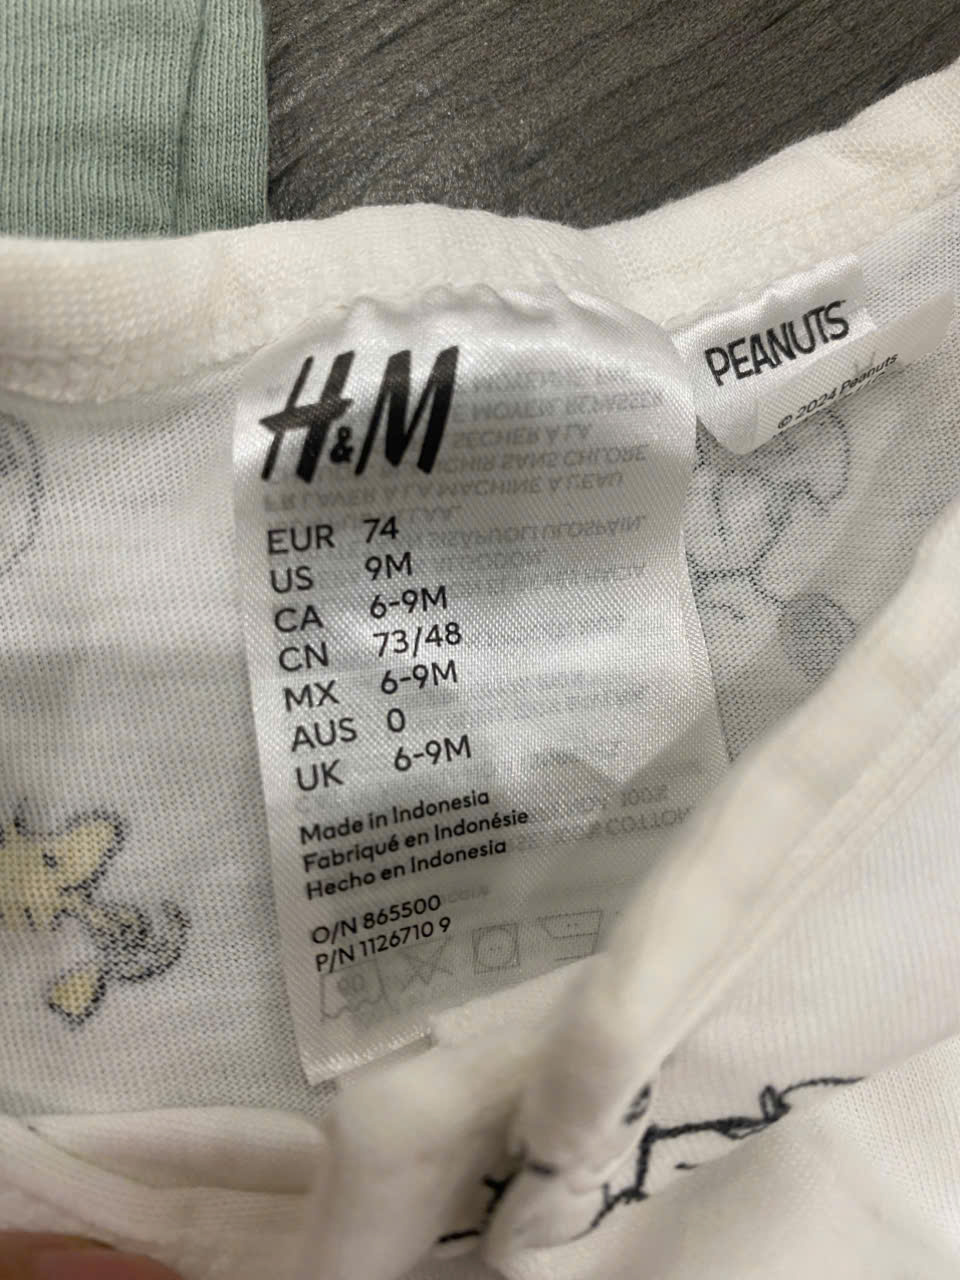 H&M
EUR 74
US 9M
CA 6-9M
CN 73/48
MX 6-9M
AUS 0
UK 6-9M
Made in Indonesia
Fabriqué en Indonésie
Hecho en Indonesia
O/N 865500
P/N 1126710 9
PEANUTS
© 2024 Peanuts